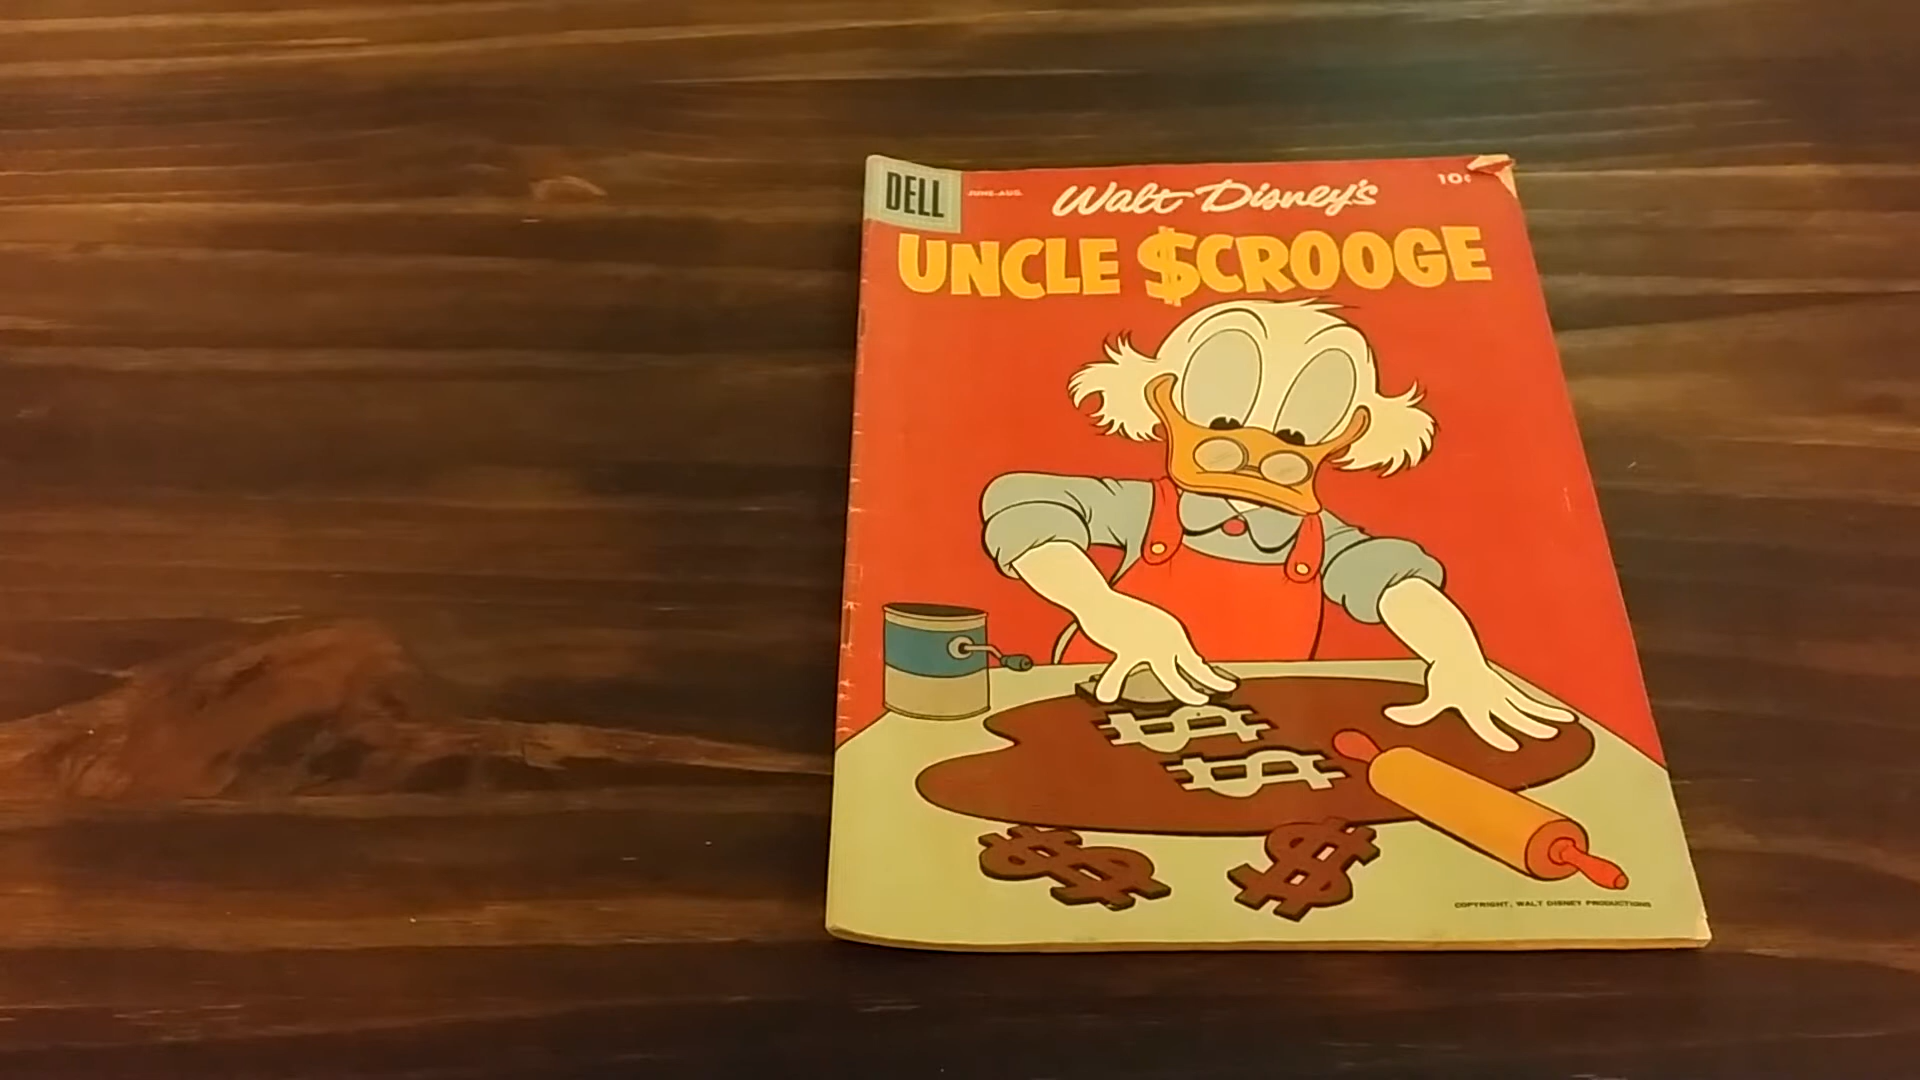 DELL
JUNE-AUG.
Walt Disney's
10¢
UNCLE $CROOGE
COPYRIGHT, WALT DISNEY PRODUCTIONS